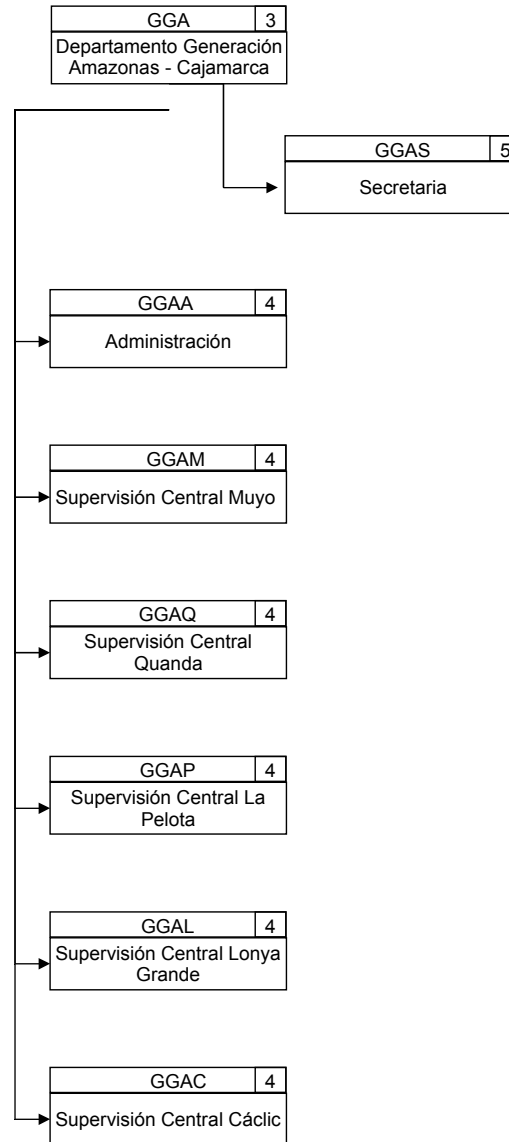 GGA 3
Departamento Generación
Amazonas - Cajamarca
GGAS 5
Secretaria
GGAA 4
Administración
GGAM 4
Supervisión Central Muyo
GGAQ 4
Supervisión Central
Quanda
GGAP 4
Supervisión Central La
Pelota
GGAL 4
Supervisión Central Lonya
Grande
GGAC 4
Supervisión Central Cáclic